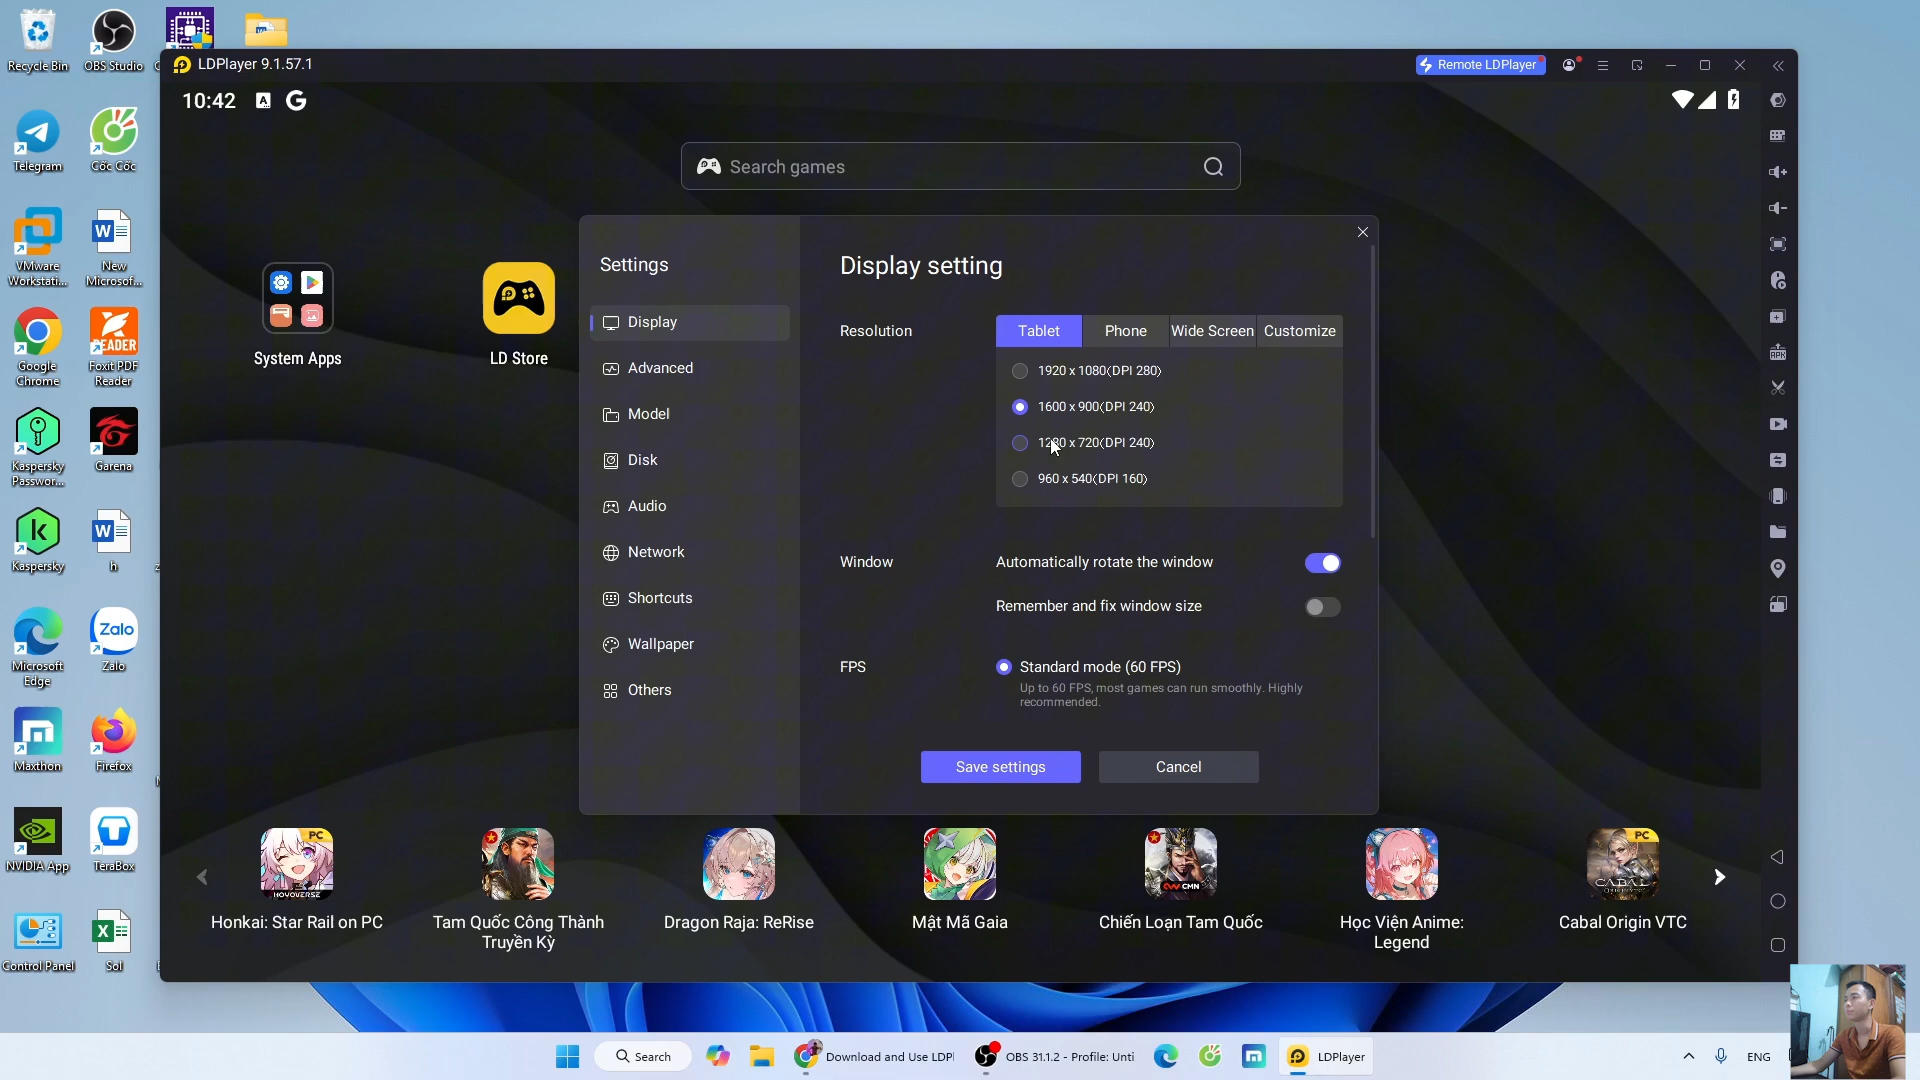 Recycle Bin
OBS Studio
LDPlayer 9.1.57.1
Remote LDPlayer
10:42
Search games
Telegram
Cốc Cốc
VMware
Workstati...
New
Microsof...
Google
Chrome
Foxit PDF
Reader
Kaspersky
Passwor...
Garena
Kaspersky
h
Microsoft
Edge
Zalo
Maxthon
Firefox
NVIDIA App
TeraBox
Control Panel
Sol
System Apps
LD Store
Settings
Display
Advanced
Model
Disk
Audio
Network
Shortcuts
Wallpaper
Others
Display setting
Resolution
Tablet
Phone
Wide Screen
Customize
1920 x 1080(DPI 280)
1600 x 900(DPI 240)
1280 x 720(DPI 240)
960 x 540(DPI 160)
Window
Automatically rotate the window
Remember and fix window size
FPS
Standard mode (60 FPS)
Up to 60 FPS, most games can run smoothly. Highly
recommended.
Save settings
Cancel
Honkai: Star Rail on PC
Tam Quốc Công Thành
Truyền Kỳ
Dragon Raja: ReRise
Mật Mã Gaia
Chiến Loạn Tam Quốc
Học Viện Anime:
Legend
Cabal Origin VTC
Search
Download and Use LDPl
OBS 31.1.2 - Profile: Unti
LDPlayer
ENG